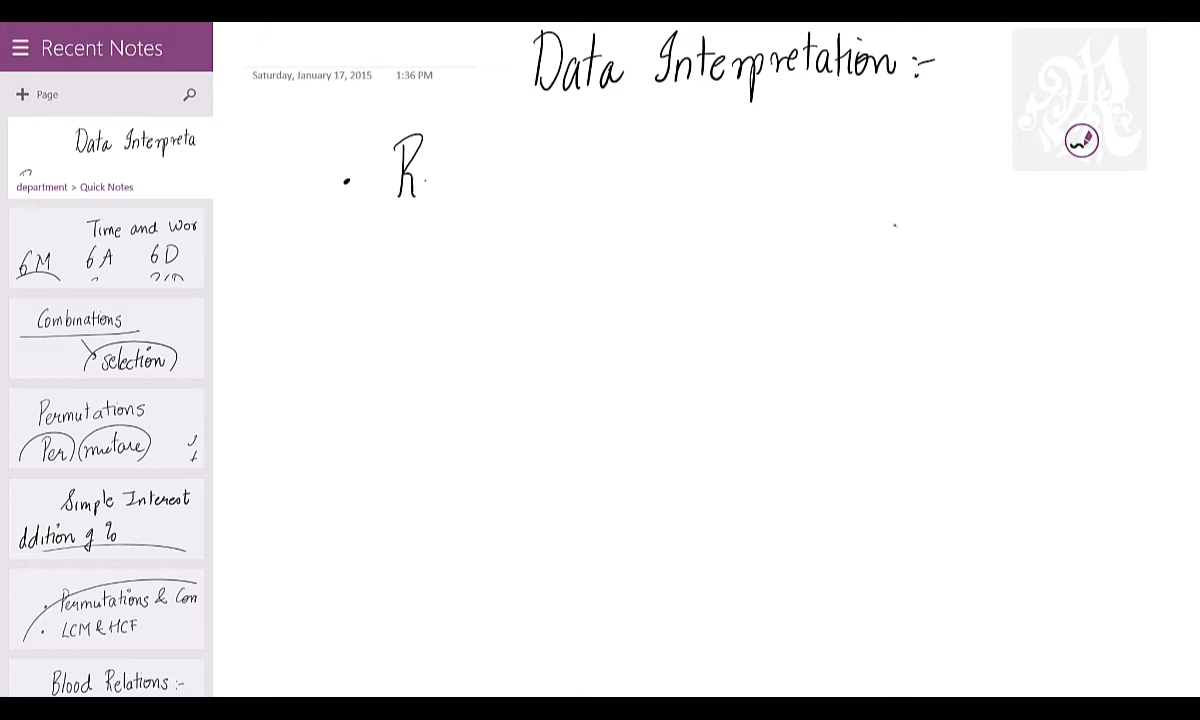 Recent Notes
+ Page
Data Interpreta
department > Quick Notes
Time and Wor
6M 6A 6D
Combinations
selection)
Permutations
(Per) (mutare)
Simple Interest
ddition of %
Permutations & Com
. LCM & HCF
Blood Relations :-
Saturday, January 17, 2015 1:36 PM
Data Interpretation :-
. R